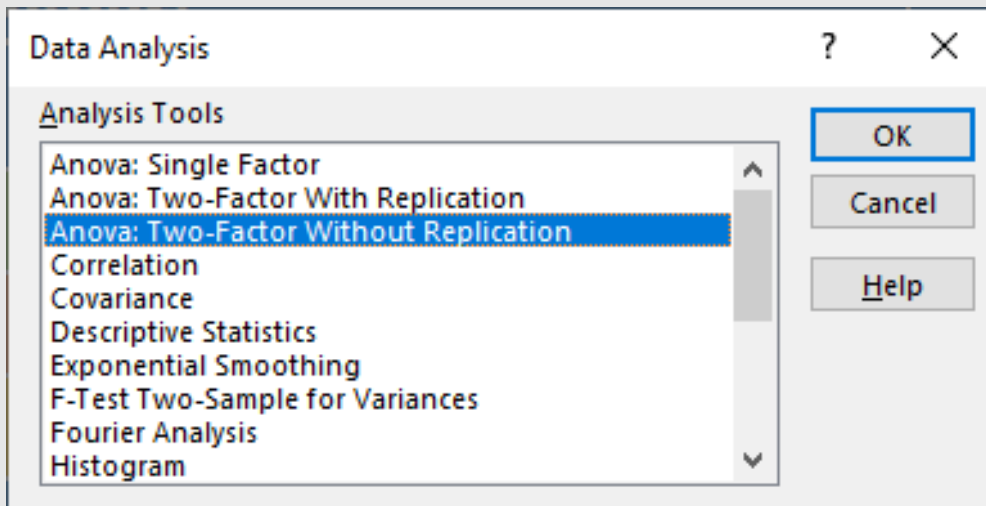 Data Analysis
?
Analysis Tools
OK
Cancel
Help
Anova: Single Factor
Anova: Two-Factor With Replication
Anova: Two-Factor Without Replication
Correlation
Covariance
Descriptive Statistics
Exponential Smoothing
F-Test Two-Sample for Variances
Fourier Analysis
Histogram